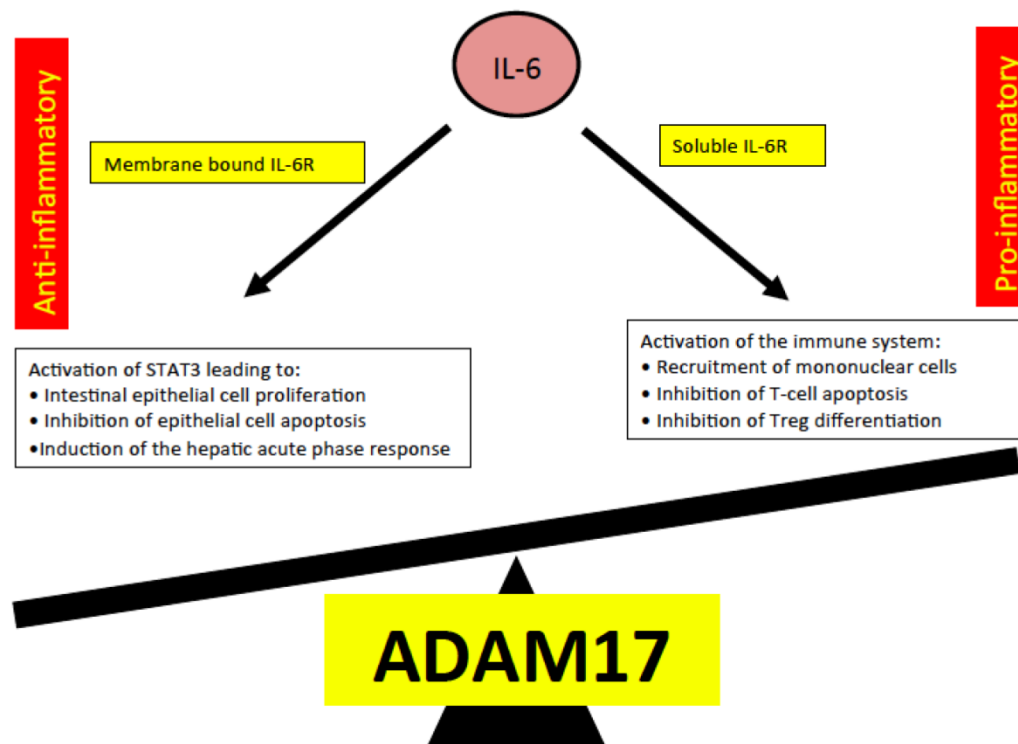 IL-6
Anti-inflammatory
Pro-inflammatory
Membrane bound IL-6R
Soluble IL-6R
Activation of STAT3 leading to:
• Intestinal epithelial cell proliferation
• Inhibition of epithelial cell apoptosis
•Induction of the hepatic acute phase response
Activation of the immune system:
• Recruitment of mononuclear cells
• Inhibition of T-cell apoptosis
• Inhibition of Treg differentiation
ADAM17